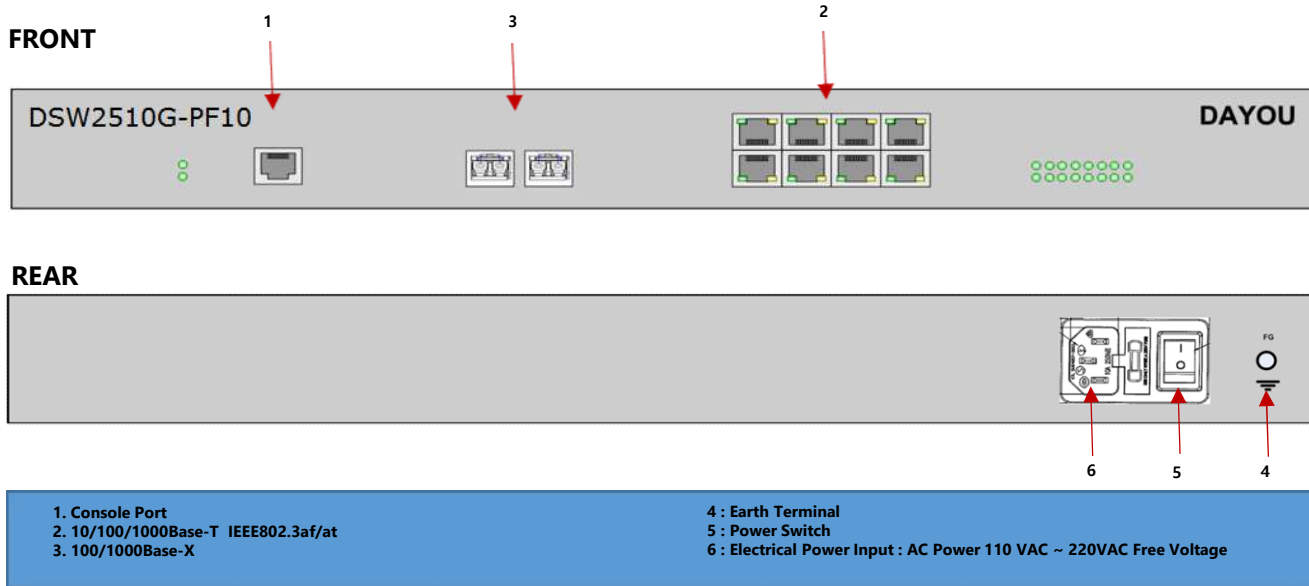 1
3
2
FRONT
DSW2510G-PF10
DAYOU
REAR
FG
6
5
4
1. Console Port
2. 10/100/1000Base-T IEEE802.3af/at
3. 100/1000Base-X
4 : Earth Terminal
5 : Power Switch
6 : Electrical Power Input : AC Power 110 VAC ~ 220VAC Free Voltage